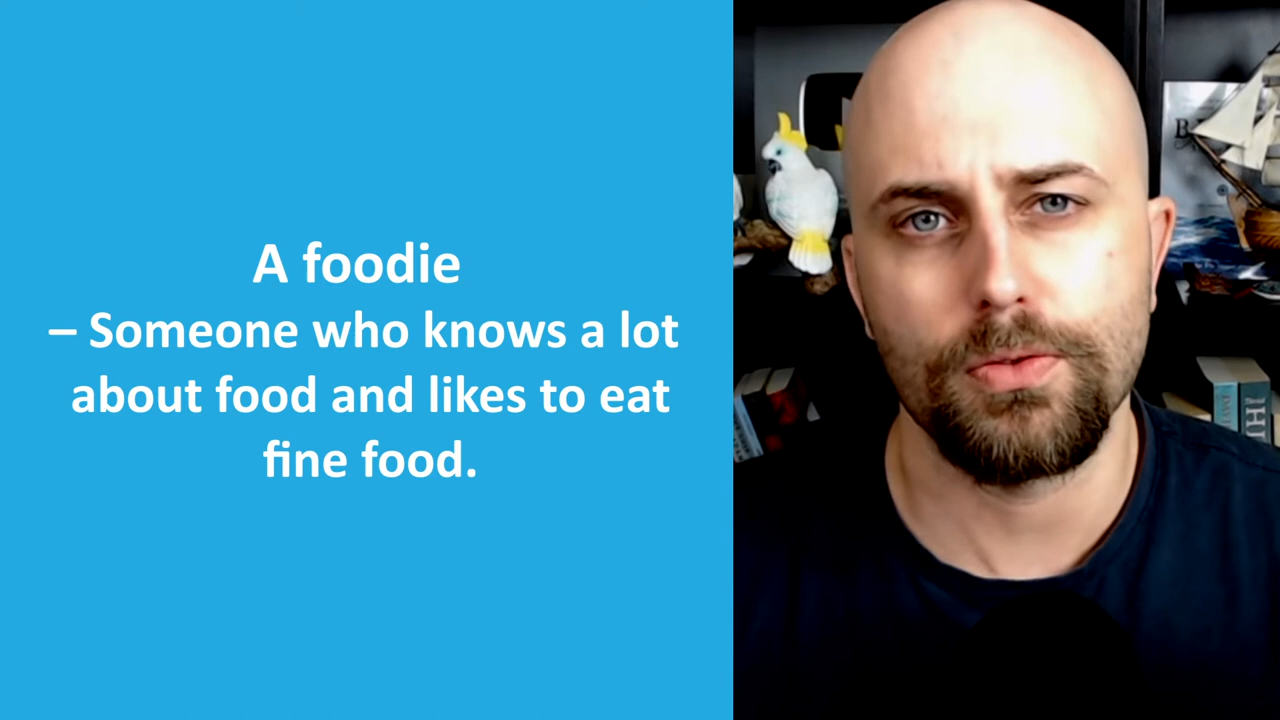 A foodie
– Someone who knows a lot
about food and likes to eat
fine food.